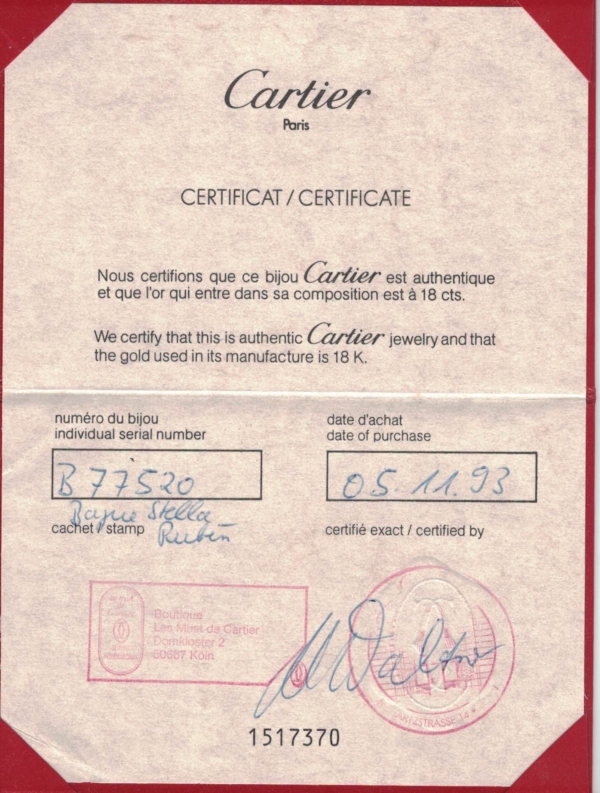 Cartier
Paris
CERTIFICAT / CERTIFICATE
Nous certifions que ce bijou Cartier est authentique
et que l'or qui entre dans sa composition est à 18 cts.
We certify that this is authentic Cartier jewelry and that
the gold used in its manufacture is 18 K.
numéro du bijou
individual serial number
B 77520
date d'achat
date of purchase
05.11.93
Bague Stella
Rubin
cachet / stamp
certifié exact / certified by
Boutique
Les Must de Cartier
Domkloster 2
50667 Köln
1517370